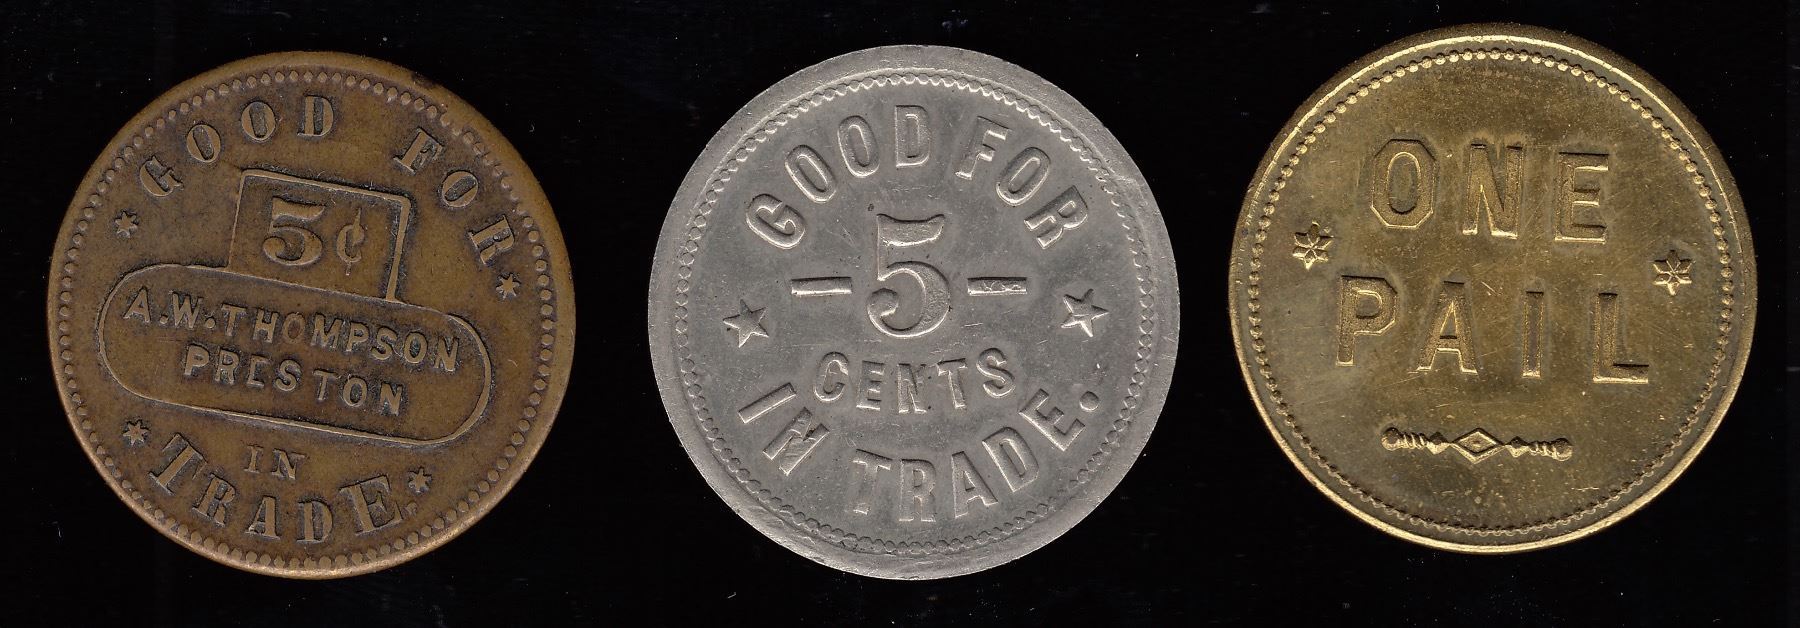 GOOD FOR
5¢
A.W. THOMPSON
PRESTON
IN
TRADE.
GOOD FOR
- 5 -
CENTS
IN TRADE.
ONE
PAIL